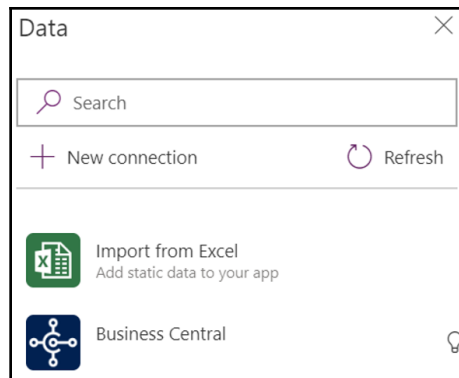 Data
Search
New connection
Refresh
Import from Excel
Add static data to your app
Business Central